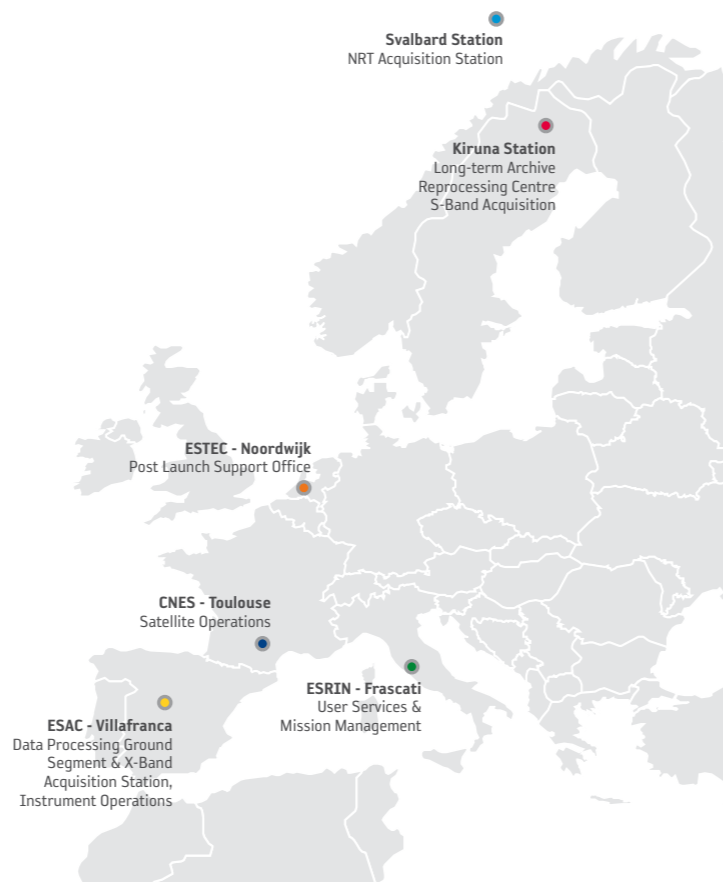 Svalbard Station
NRT Acquisition Station
Kiruna Station
Long-term Archive
Reprocessing Centre
S-Band Acquisition
ESTEC - Noordwijk
Post Launch Support Office
CNES - Toulouse
Satellite Operations
ESRIN - Frascati
User Services &
Mission Management
ESAC - Villafranca
Data Processing Ground
Segment & X-Band
Acquisition Station,
Instrument Operations